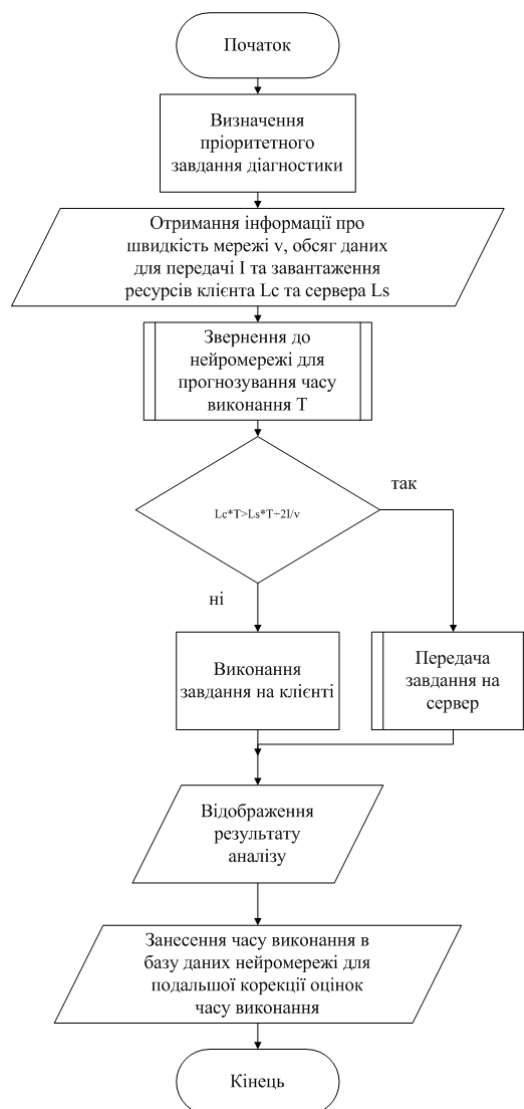 Початок
Визначення
пріоритетного
завдання діагностики
Отримання інформації про
швидкість мережі v, обсяг даних
для передачі I та завантаження
ресурсів клієнта Lc та сервера Ls
Звернення до
нейромережі для
прогнозування часу
виконання T
Lc*T>Ls*T+2I/v
так
ні
Виконання
завдання на клієнті
Передача
завдання на
сервер
Відображення
результату
аналізу
Занесення часу виконання в
базу даних нейромережі для
подальшої корекції оцінок
часу виконання
Кінець